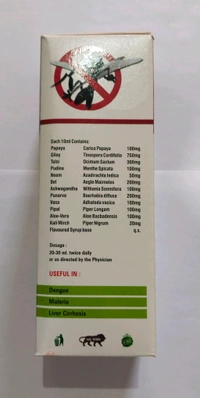 Each 10ml Contains:
Papaya Carica Papaya 100mg
Giloy Tinospora Cordifolia 750mg
Tulsi Ocimum Sactum 300mg
Pudina Mentha Spicata 100mg
Neem Azadirachta Indica 50mg
Bel Aegle Marmelos 200mg
Ashwagandha Withania Somnifera 100mg
Punarva Boerhabia diffusa 200mg
Vasa Adhatoda vasica 100mg
Pipal Piper Longum 100mg
Aloe-Vera Aloe Barbadensis 100mg
Kali-Mirch Piper Nigrum 20mg
Flavoured Syrup base q.s.
Dosage :
20-30 ml. twice daily
or as directed by the Physician
USEFUL IN :
Dengue
Malaria
Liver Cirrhosis